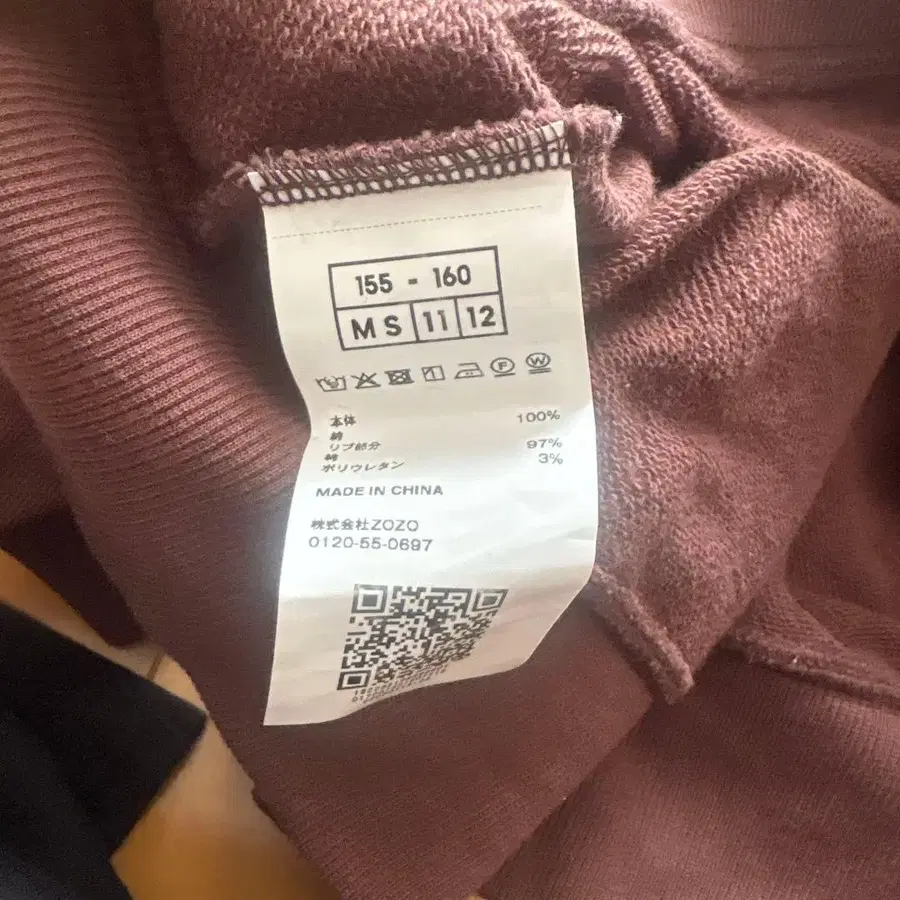 155 - 160
M S 11 12
F W
本体
綿 100%
リブ部分
綿 97%
ポリウレタン 3%
MADE IN CHINA
株式会社ZOZO
0120-55-0697